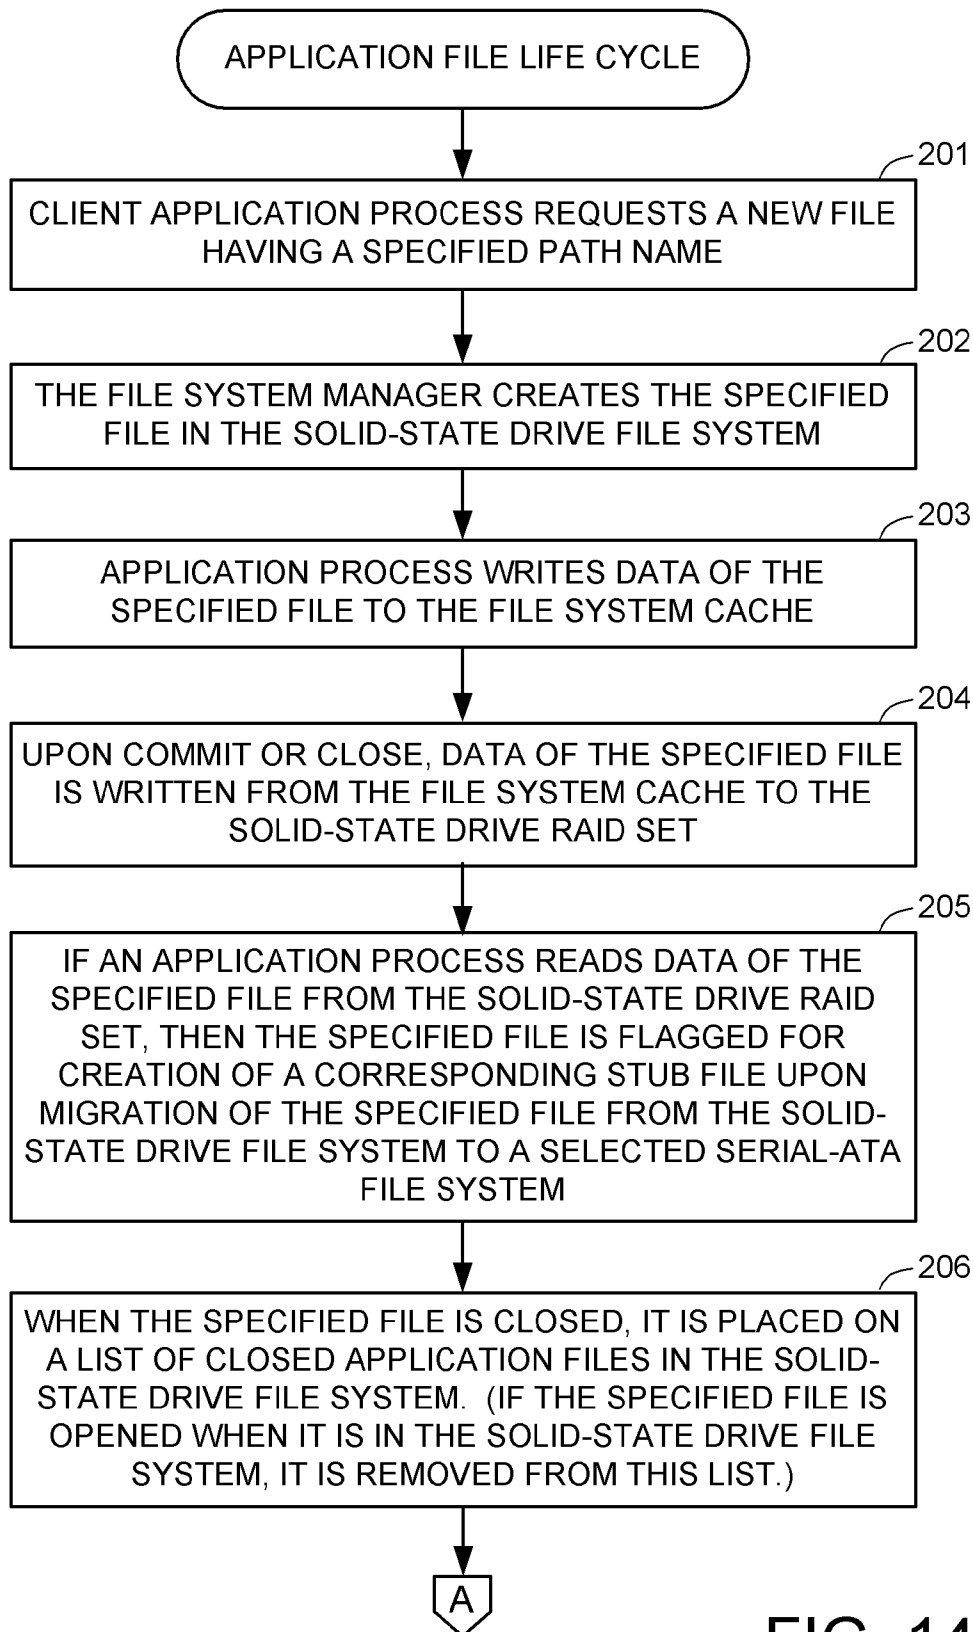 APPLICATION FILE LIFE CYCLE
201
CLIENT APPLICATION PROCESS REQUESTS A NEW FILE
HAVING A SPECIFIED PATH NAME
202
THE FILE SYSTEM MANAGER CREATES THE SPECIFIED
FILE IN THE SOLID-STATE DRIVE FILE SYSTEM
203
APPLICATION PROCESS WRITES DATA OF THE
SPECIFIED FILE TO THE FILE SYSTEM CACHE
204
UPON COMMIT OR CLOSE, DATA OF THE SPECIFIED FILE
IS WRITTEN FROM THE FILE SYSTEM CACHE TO THE
SOLID-STATE DRIVE RAID SET
205
IF AN APPLICATION PROCESS READS DATA OF THE
SPECIFIED FILE FROM THE SOLID-STATE DRIVE RAID
SET, THEN THE SPECIFIED FILE IS FLAGGED FOR
CREATION OF A CORRESPONDING STUB FILE UPON
MIGRATION OF THE SPECIFIED FILE FROM THE SOLID-
STATE DRIVE FILE SYSTEM TO A SELECTED SERIAL-ATA
FILE SYSTEM
206
WHEN THE SPECIFIED FILE IS CLOSED, IT IS PLACED ON
A LIST OF CLOSED APPLICATION FILES IN THE SOLID-
STATE DRIVE FILE SYSTEM. (IF THE SPECIFIED FILE IS
OPENED WHEN IT IS IN THE SOLID-STATE DRIVE FILE
SYSTEM, IT IS REMOVED FROM THIS LIST.)
A
FIG. 14